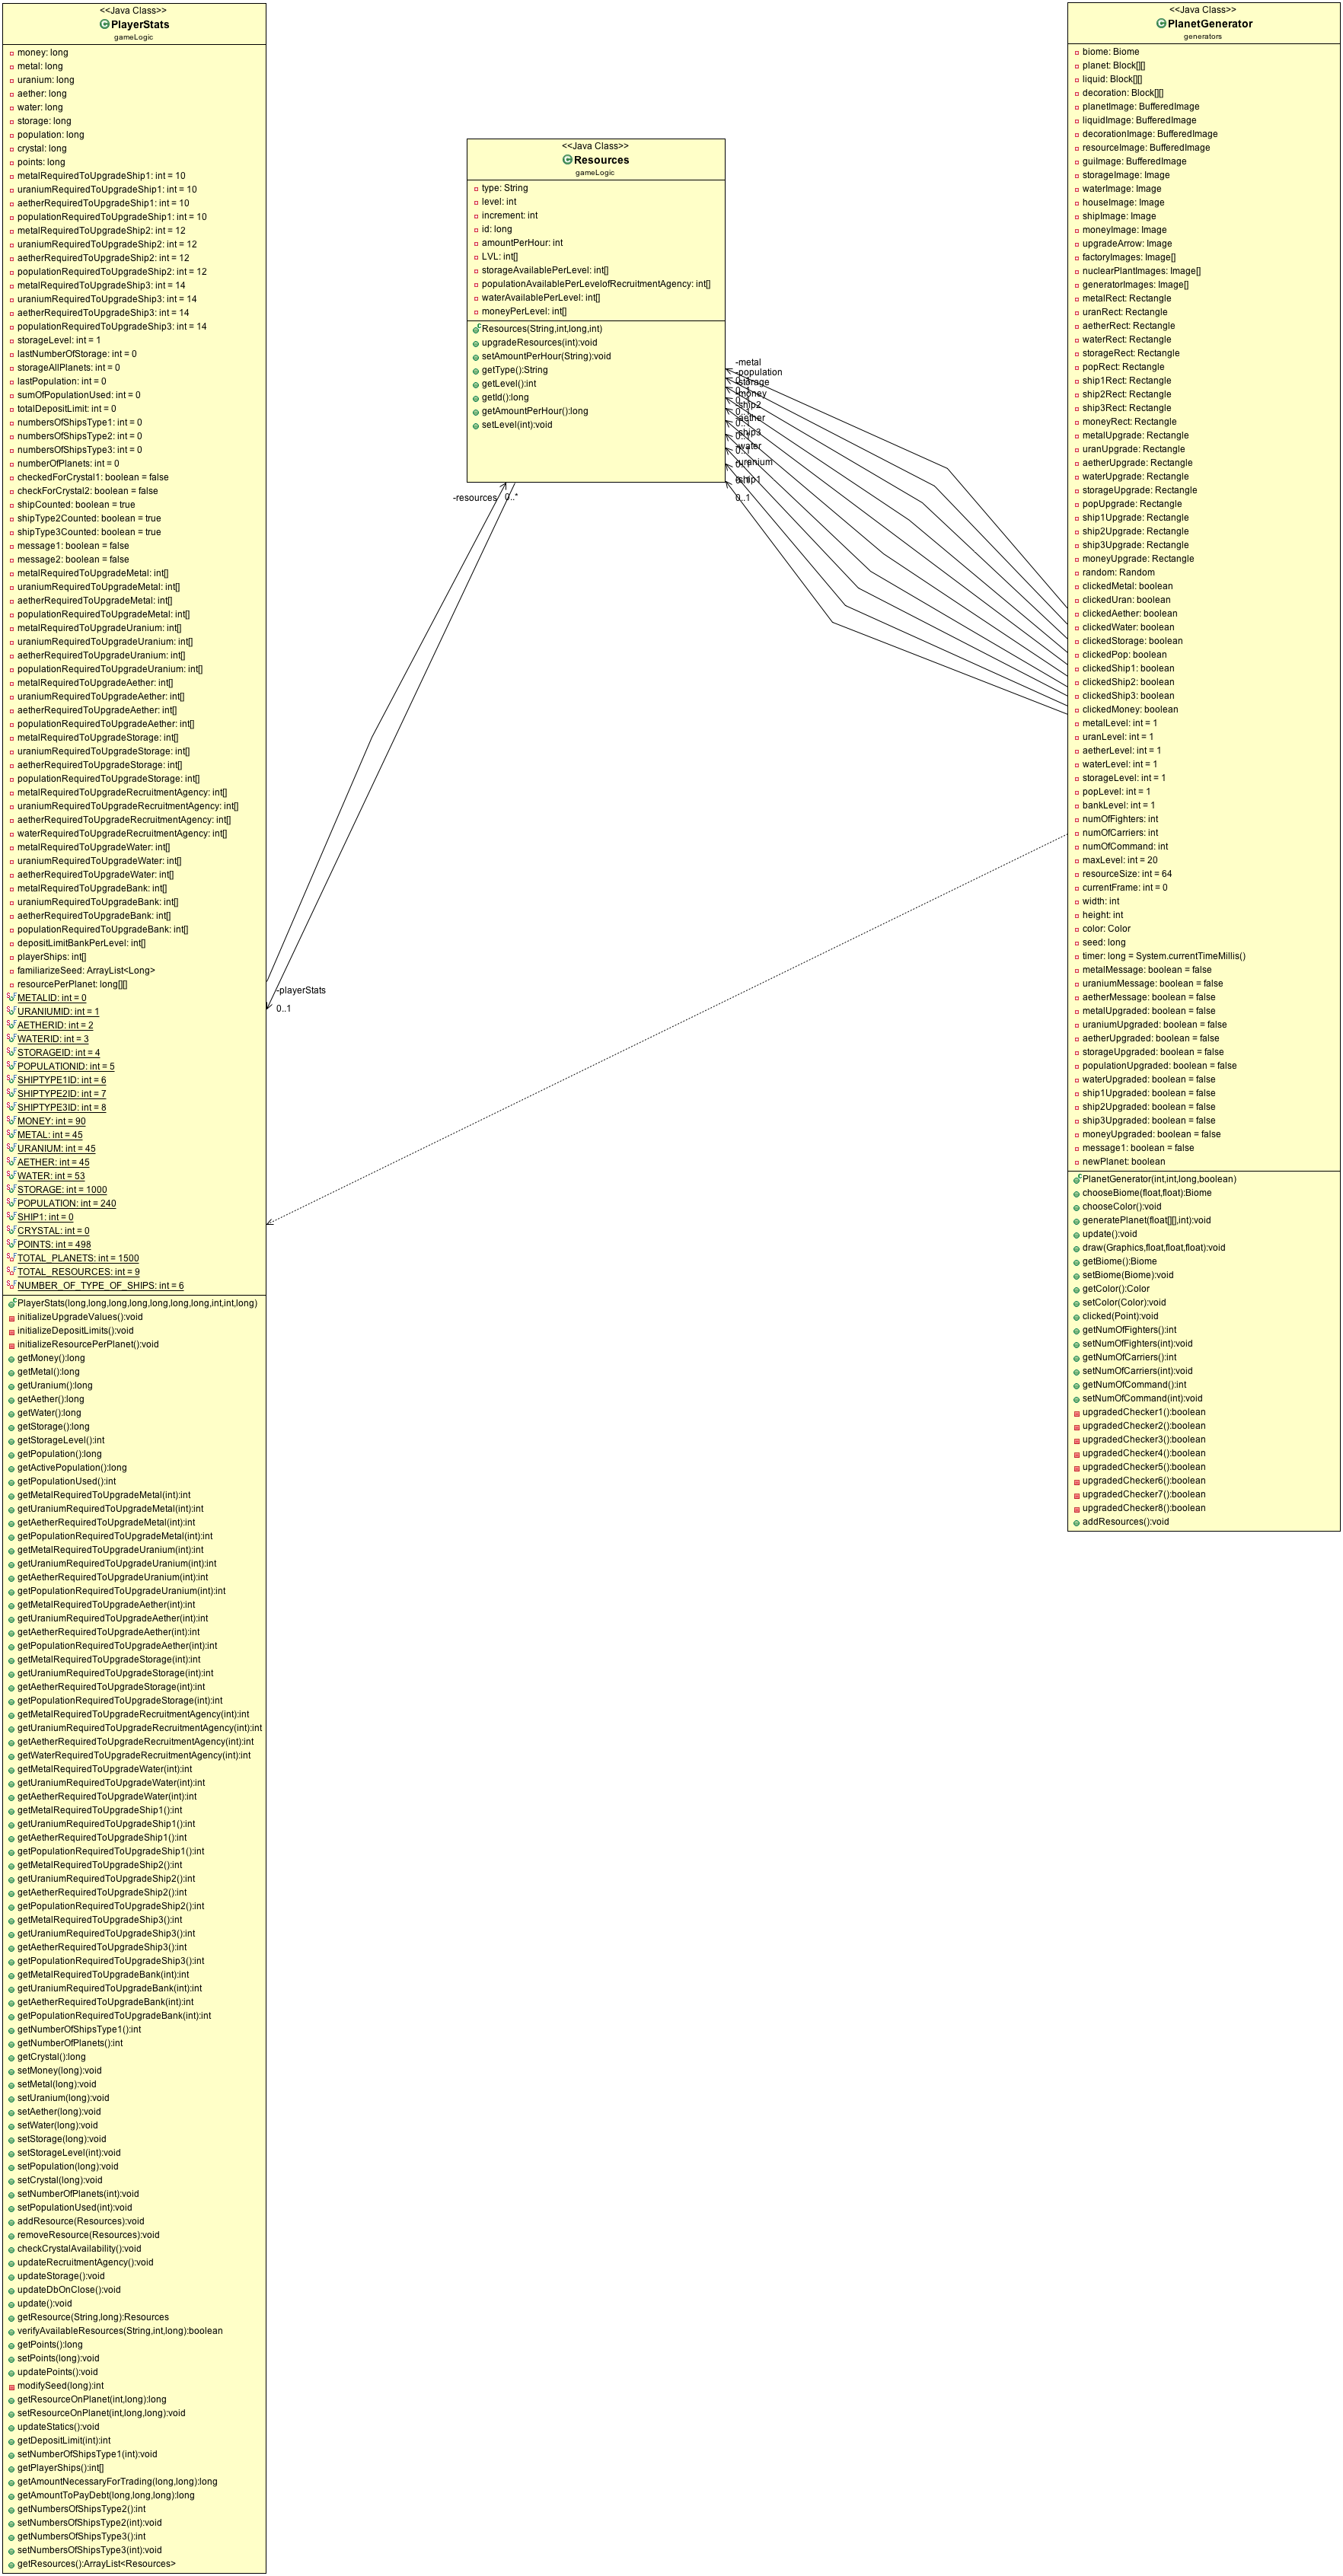 <<Java Class>>
PlayerStats
gameLogic
money: long
metal: long
uranium: long
aether: long
water: long
storage: long
population: long
crystal: long
points: long
metalRequiredToUpgradeShip1: int = 10
uraniumRequiredToUpgradeShip1: int = 10
aetherRequiredToUpgradeShip1: int = 10
populationRequiredToUpgradeShip1: int = 10
metalRequiredToUpgradeShip2: int = 12
uraniumRequiredToUpgradeShip2: int = 12
aetherRequiredToUpgradeShip2: int = 12
populationRequiredToUpgradeShip2: int = 12
metalRequiredToUpgradeShip3: int = 14
uraniumRequiredToUpgradeShip3: int = 14
aetherRequiredToUpgradeShip3: int = 14
populationRequiredToUpgradeShip3: int = 14
storageLevel: int = 1
lastNumberOfStorage: int = 0
storageAllPlanets: int = 0
lastPopulation: int = 0
sumOfPopulationUsed: int = 0
totalDepositLimit: int = 0
numbersOfShipsType1: int = 0
numbersOfShipsType2: int = 0
numbersOfShipsType3: int = 0
numberOfPlanets: int = 0
checkedForCrystal1: boolean = false
checkForCrystal2: boolean = false
shipCounted: boolean = true
shipType2Counted: boolean = true
shipType3Counted: boolean = true
message1: boolean = false
message2: boolean = false
metalRequiredToUpgradeMetal: int[]
uraniumRequiredToUpgradeMetal: int[]
aetherRequiredToUpgradeMetal: int[]
populationRequiredToUpgradeMetal: int[]
metalRequiredToUpgradeUranium: int[]
uraniumRequiredToUpgradeUranium: int[]
aetherRequiredToUpgradeUranium: int[]
populationRequiredToUpgradeUranium: int[]
metalRequiredToUpgradeAether: int[]
uraniumRequiredToUpgradeAether: int[]
aetherRequiredToUpgradeAether: int[]
populationRequiredToUpgradeAether: int[]
metalRequiredToUpgradeStorage: int[]
uraniumRequiredToUpgradeStorage: int[]
aetherRequiredToUpgradeStorage: int[]
populationRequiredToUpgradeStorage: int[]
metalRequiredToUpgradeRecruitmentAgency: int[]
uraniumRequiredToUpgradeRecruitmentAgency: int[]
aetherRequiredToUpgradeRecruitmentAgency: int[]
waterRequiredToUpgradeRecruitmentAgency: int[]
metalRequiredToUpgradeWater: int[]
uraniumRequiredToUpgradeWater: int[]
aetherRequiredToUpgradeWater: int[]
metalRequiredToUpgradeBank: int[]
uraniumRequiredToUpgradeBank: int[]
aetherRequiredToUpgradeBank: int[]
populationRequiredToUpgradeBank: int[]
depositLimitBankPerLevel: int[]
playerShips: int[]
familiarizeSeed: ArrayList<Long>
resourcePerPlanet: long[][]
METALID: int = 0
URANIUMID: int = 1
AETHERID: int = 2
WATERID: int = 3
STORAGEID: int = 4
POPULATIONID: int = 5
SHIPTYPE1ID: int = 6
SHIPTYPE2ID: int = 7
SHIPTYPE3ID: int = 8
MONEY: int = 90
METAL: int = 45
URANIUM: int = 45
AETHER: int = 45
WATER: int = 53
STORAGE: int = 1000
POPULATION: int = 240
SHIP1: int = 0
CRYSTAL: int = 0
POINTS: int = 498
TOTAL_PLANETS: int = 1500
TOTAL_RESOURCES: int = 9
NUMBER_OF_TYPE_OF_SHIPS: int = 6
PlayerStats(long,long,long,long,long,long,long,int,int,long)
initializeUpgradeValues():void
initializeDepositLimits():void
initializeResourcePerPlanet():void
getMoney():long
getMetal():long
getUranium():long
getAether():long
getWater():long
getStorage():long
getStorageLevel():int
getPopulation():long
getActivePopulation():long
getPopulationUsed():int
getMetalRequiredToUpgradeMetal(int):int
getUraniumRequiredToUpgradeMetal(int):int
getAetherRequiredToUpgradeMetal(int):int
getPopulationRequiredToUpgradeMetal(int):int
getMetalRequiredToUpgradeUranium(int):int
getUraniumRequiredToUpgradeUranium(int):int
getAetherRequiredToUpgradeUranium(int):int
getPopulationRequiredToUpgradeUranium(int):int
getMetalRequiredToUpgradeAether(int):int
getUraniumRequiredToUpgradeAether(int):int
getAetherRequiredToUpgradeAether(int):int
getPopulationRequiredToUpgradeAether(int):int
getMetalRequiredToUpgradeStorage(int):int
getUraniumRequiredToUpgradeStorage(int):int
getAetherRequiredToUpgradeStorage(int):int
getPopulationRequiredToUpgradeStorage(int):int
getMetalRequiredToUpgradeRecruitmentAgency(int):int
getUraniumRequiredToUpgradeRecruitmentAgency(int):int
getAetherRequiredToUpgradeRecruitmentAgency(int):int
getWaterRequiredToUpgradeRecruitmentAgency(int):int
getMetalRequiredToUpgradeWater(int):int
getUraniumRequiredToUpgradeWater(int):int
getAetherRequiredToUpgradeWater(int):int
getMetalRequiredToUpgradeShip1():int
getUraniumRequiredToUpgradeShip1():int
getAetherRequiredToUpgradeShip1():int
getPopulationRequiredToUpgradeShip1():int
getMetalRequiredToUpgradeShip2():int
getUraniumRequiredToUpgradeShip2():int
getAetherRequiredToUpgradeShip2():int
getPopulationRequiredToUpgradeShip2():int
getMetalRequiredToUpgradeShip3():int
getUraniumRequiredToUpgradeShip3():int
getAetherRequiredToUpgradeShip3():int
getPopulationRequiredToUpgradeShip3():int
getMetalRequiredToUpgradeBank(int):int
getUraniumRequiredToUpgradeBank(int):int
getAetherRequiredToUpgradeBank(int):int
getPopulationRequiredToUpgradeBank(int):int
getNumberOfShipsType1():int
getNumberOfPlanets():int
getCrystal():long
setMoney(long):void
setMetal(long):void
setUranium(long):void
setAether(long):void
setWater(long):void
setStorage(long):void
setStorageLevel(int):void
setPopulation(long):void
setCrystal(long):void
setNumberOfPlanets(int):void
setPopulationUsed(int):void
addResource(Resources):void
removeResource(Resources):void
checkCrystalAvailability():void
updateRecruitmentAgency():void
updateStorage():void
updateDbOnClose():void
update():void
getResource(String,long):Resources
verifyAvailableResources(String,int,long):boolean
getPoints():long
setPoints(long):void
updatePoints():void
modifySeed(long):int
getResourceOnPlanet(int,long):long
setResourceOnPlanet(int,long,long):void
updateStatics():void
getDepositLimit(int):int
setNumberOfShipsType1(int):void
getPlayerShips():int[]
getAmountNecessaryForTrading(long,long):long
getAmountToPayDebt(long,long,long):long
getNumbersOfShipsType2():int
setNumbersOfShipsType2(int):void
getNumbersOfShipsType3():int
setNumbersOfShipsType3(int):void
getResources():ArrayList<Resources>
<<Java Class>>
Resources
gameLogic
type: String
level: int
increment: int
id: long
amountPerHour: int
LVL: int[]
storageAvailablePerLevel: int[]
populationAvailablePerLevelofRecruitmentAgency: int[]
waterAvailablePerLevel: int[]
moneyPerLevel: int[]
Resources(String,int,long,int)
upgradeResources(int):void
setAmountPerHour(String):void
getType():String
getLevel():int
getId():long
getAmountPerHour():long
setLevel(int):void
-metal
-population
-storage
-money
-ship2
-aether
-ship3
-water
-uranium
-ship1
0..1
-resources
0..*
-playerStats
0..1
<<Java Class>>
PlanetGenerator
generators
biome: Biome
planet: Block[][]
liquid: Block[][]
decoration: Block[][]
planetImage: BufferedImage
liquidImage: BufferedImage
decorationImage: BufferedImage
resourceImage: BufferedImage
guiImage: BufferedImage
storageImage: Image
waterImage: Image
houseImage: Image
shipImage: Image
moneyImage: Image
upgradeArrow: Image
factoryImages: Image[]
nuclearPlantImages: Image[]
generatorImages: Image[]
metalRect: Rectangle
uranRect: Rectangle
aetherRect: Rectangle
waterRect: Rectangle
storageRect: Rectangle
popRect: Rectangle
ship1Rect: Rectangle
ship2Rect: Rectangle
ship3Rect: Rectangle
moneyRect: Rectangle
metalUpgrade: Rectangle
uranUpgrade: Rectangle
aetherUpgrade: Rectangle
waterUpgrade: Rectangle
storageUpgrade: Rectangle
popUpgrade: Rectangle
ship1Upgrade: Rectangle
ship2Upgrade: Rectangle
ship3Upgrade: Rectangle
moneyUpgrade: Rectangle
random: Random
clickedMetal: boolean
clickedUran: boolean
clickedAether: boolean
clickedWater: boolean
clickedStorage: boolean
clickedPop: boolean
clickedShip1: boolean
clickedShip2: boolean
clickedShip3: boolean
clickedMoney: boolean
metalLevel: int = 1
uranLevel: int = 1
aetherLevel: int = 1
waterLevel: int = 1
storageLevel: int = 1
popLevel: int = 1
bankLevel: int = 1
numOfFighters: int
numOfCarriers: int
numOfCommand: int
maxLevel: int = 20
resourceSize: int = 64
currentFrame: int = 0
width: int
height: int
color: Color
seed: long
timer: long = System.currentTimeMillis()
metalMessage: boolean = false
uraniumMessage: boolean = false
aetherMessage: boolean = false
metalUpgraded: boolean = false
uraniumUpgraded: boolean = false
aetherUpgraded: boolean = false
storageUpgraded: boolean = false
populationUpgraded: boolean = false
waterUpgraded: boolean = false
ship1Upgraded: boolean = false
ship2Upgraded: boolean = false
ship3Upgraded: boolean = false
moneyUpgraded: boolean = false
message1: boolean = false
newPlanet: boolean
PlanetGenerator(int,int,long,boolean)
chooseBiome(float,float):Biome
chooseColor():void
generatePlanet(float[][],int):void
update():void
draw(Graphics,float,float,float):void
getBiome():Biome
setBiome(Biome):void
getColor():Color
setColor(Color):void
clicked(Point):void
getNumOfFighters():int
setNumOfFighters(int):void
getNumOfCarriers():int
setNumOfCarriers(int):void
getNumOfCommand():int
setNumOfCommand(int):void
upgradedChecker1():boolean
upgradedChecker2():boolean
upgradedChecker3():boolean
upgradedChecker4():boolean
upgradedChecker5():boolean
upgradedChecker6():boolean
upgradedChecker7():boolean
upgradedChecker8():boolean
addResources():void